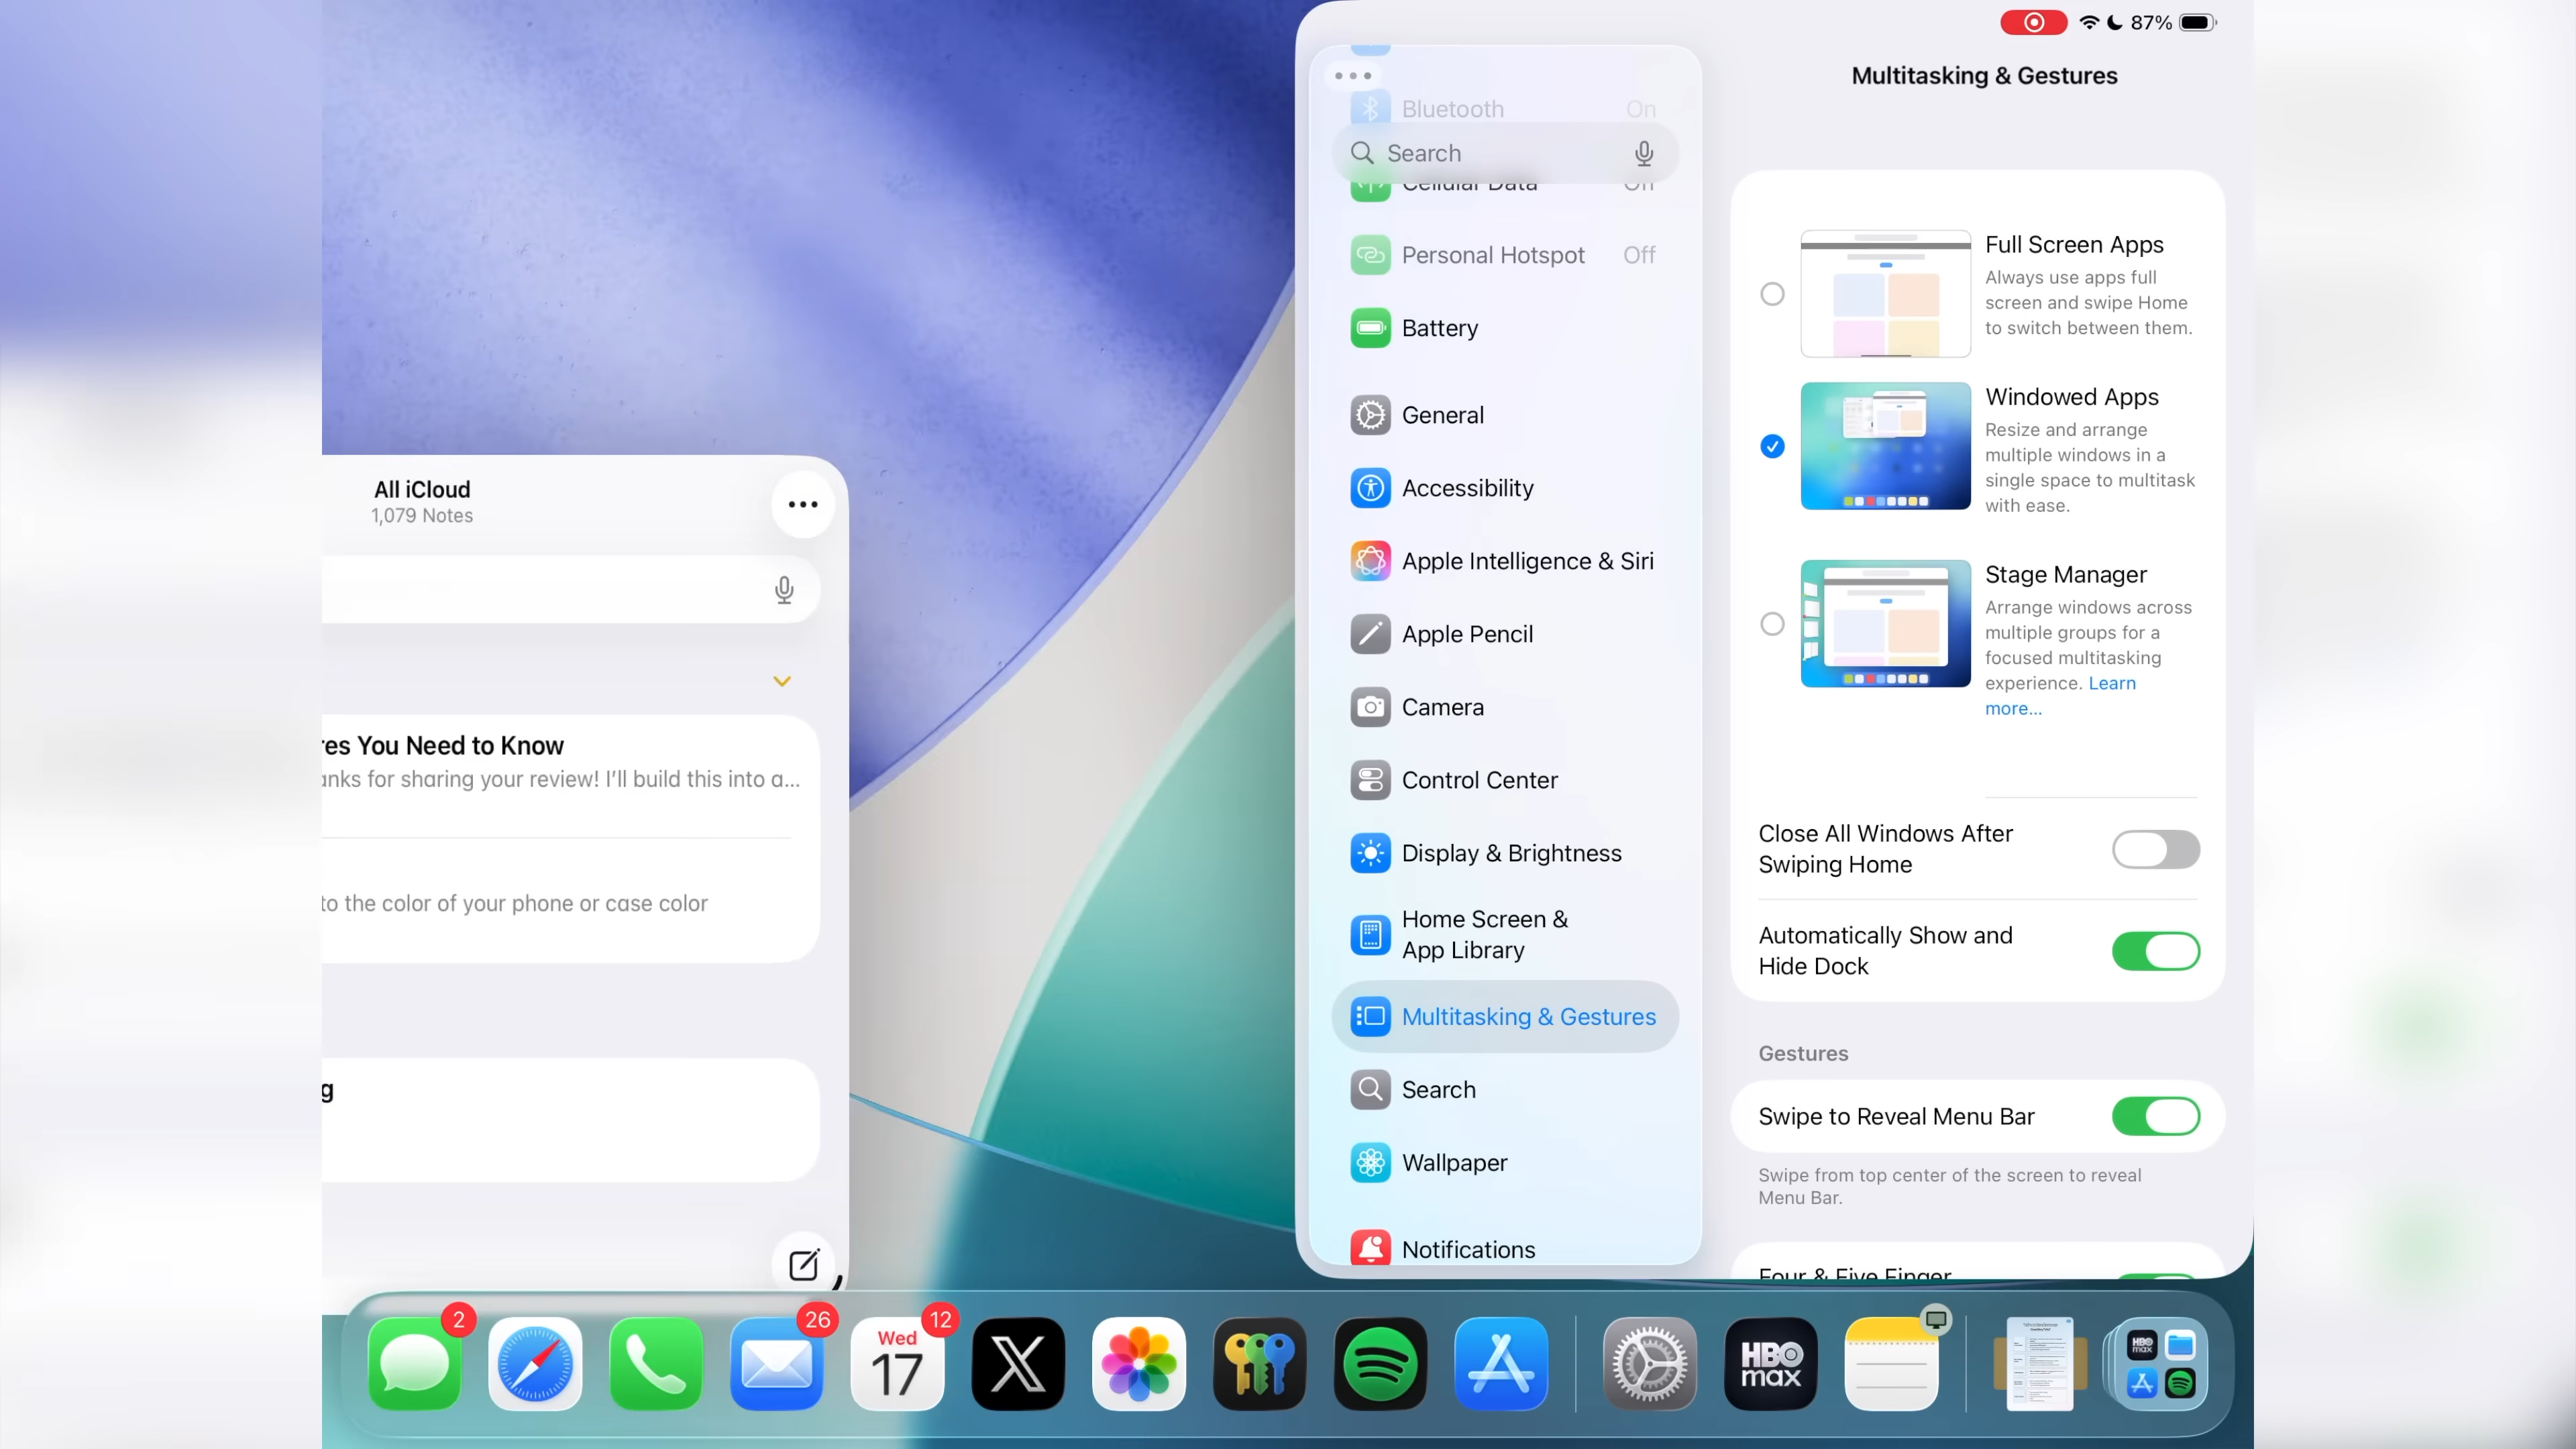 87%
Multitasking & Gestures
Bluetooth On
Search
Cellular Data Off
Personal Hotspot Off
Battery
General
Accessibility
Apple Intelligence & Siri
Apple Pencil
Camera
Control Center
Display & Brightness
Home Screen &
App Library
Multitasking & Gestures
Search
Wallpaper
Notifications
Full Screen Apps
Always use apps full
screen and swipe Home
to switch between them.
Windowed Apps
Resize and arrange
multiple windows in a
single space to multitask
with ease.
Stage Manager
Arrange windows across
multiple groups for a
focused multitasking
experience. Learn
more...
Close All Windows After
Swiping Home
Automatically Show and
Hide Dock
Gestures
Swipe to Reveal Menu Bar
Swipe from top center of the screen to reveal
Menu Bar.
Four & Five Finger
All iCloud
1,079 Notes
res You Need to Know
anks for sharing your review! I'll build this into a...
to the color of your phone or case color
g
2
26
12
Wed
17
HBO
max
HBO
max